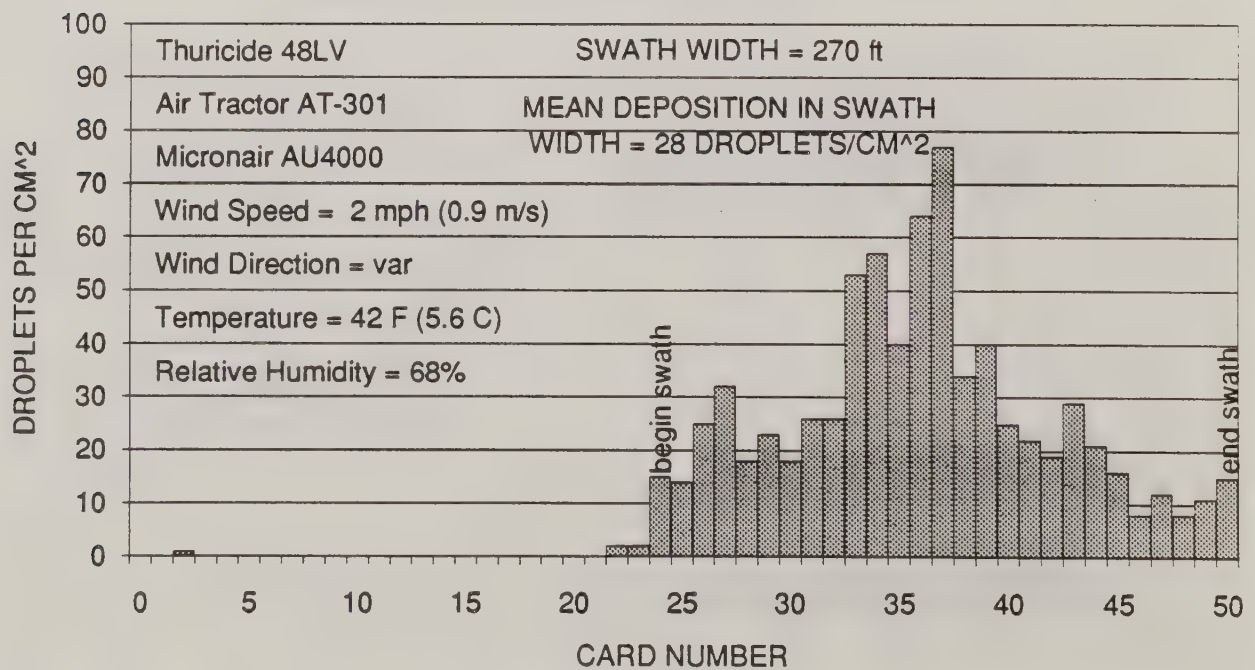 DROPLETS PER CM^2
100
90
80
70
60
50
40
30
20
10
0
Thuricide 48LV
SWATH WIDTH = 270 ft
Air Tractor AT-301
MEAN DEPOSITION IN SWATH
WIDTH = 28 DROPLETS/CM^2
Micronair AU4000
Wind Speed = 2 mph (0.9 m/s)
Wind Direction = var
Temperature = 42 F (5.6 C)
Relative Humidity = 68%
begin swath
end swath
0 5 10 15 20 25 30 35 40 45 50
CARD NUMBER